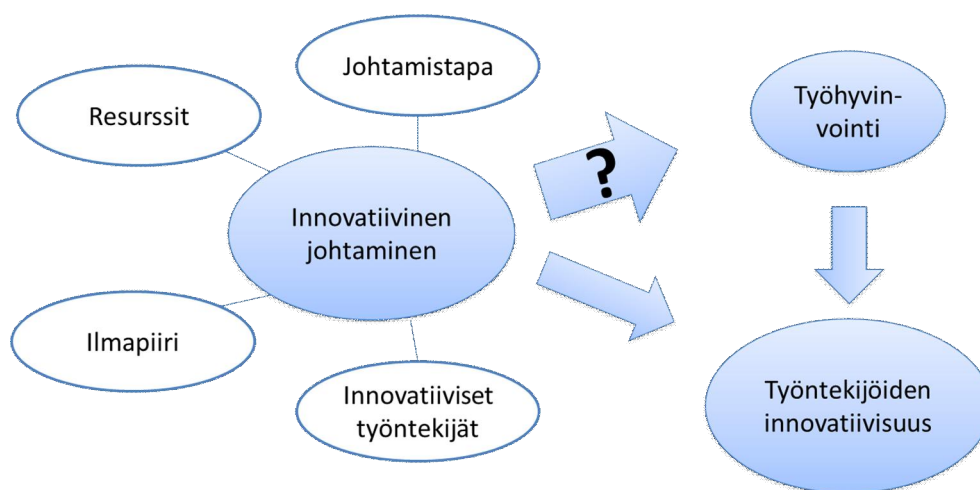 Johtamistapa
Resurssit
Innovatiivinen
johtaminen
Ilmapiiri
Innovatiiviset
työntekijät
?
Työhyvin-
vointi
Työntekijöiden
innovatiivisuus